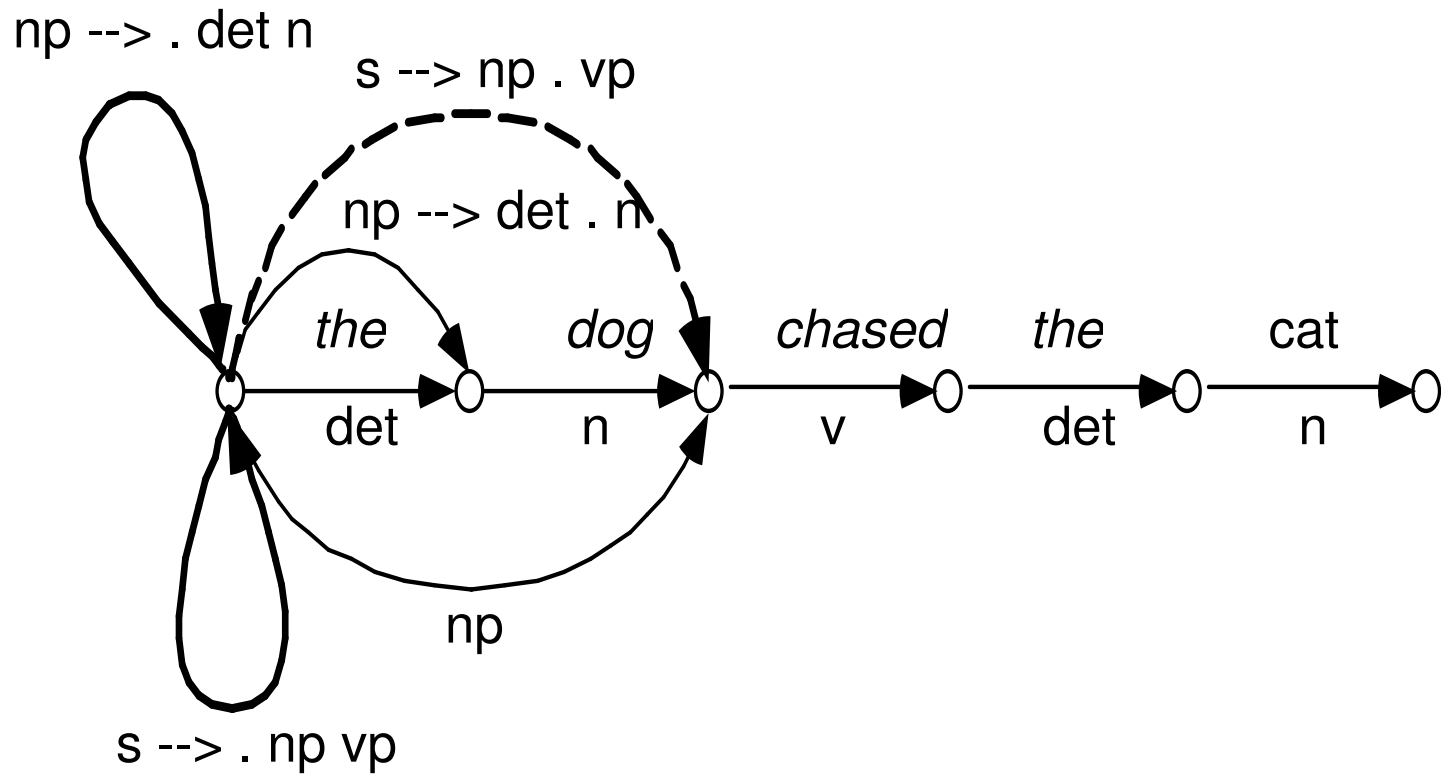 np --> . det n
s --> np . vp
np --> det . n
the dog chased the cat
det n v det n
np
s --> . np vp